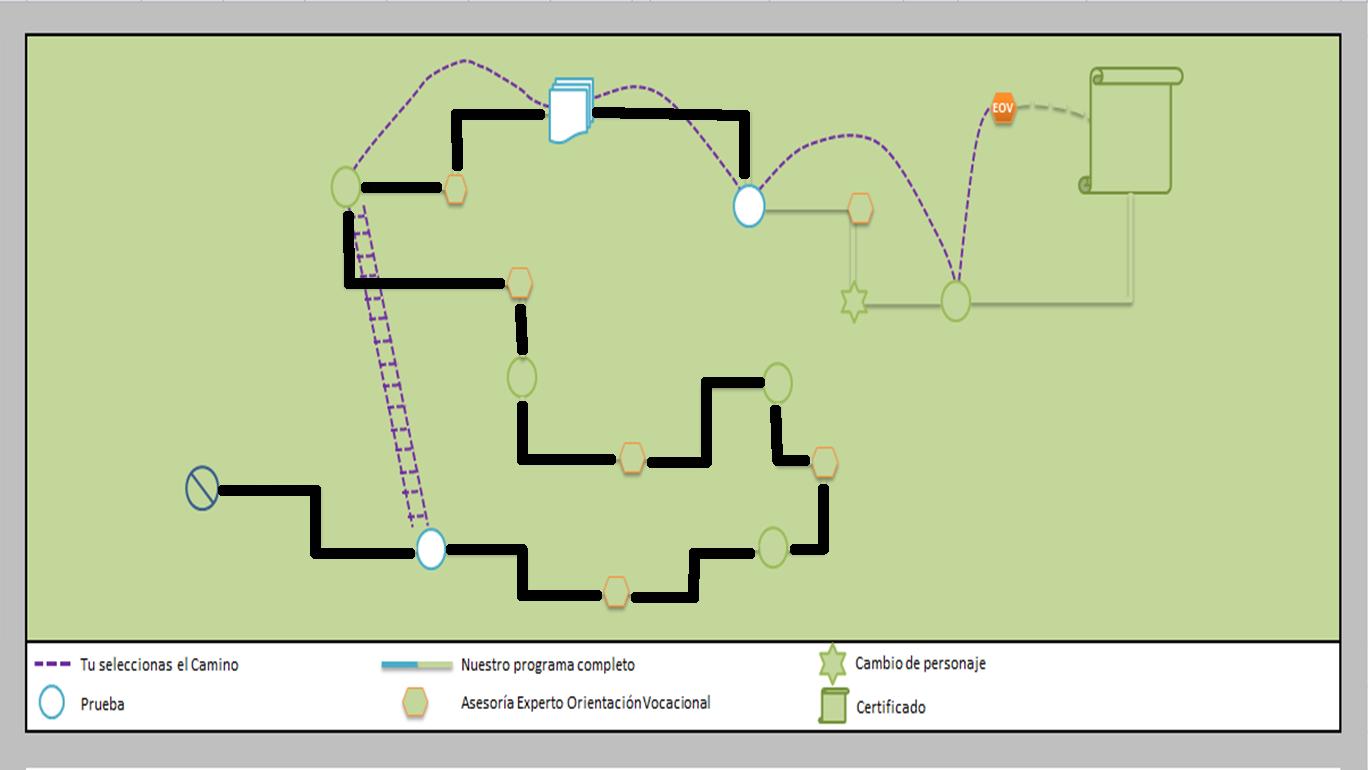 EOV
Tu seleccionas el Camino
Nuestro programa completo
Cambio de personaje
Prueba
Asesoría Experto Orientación Vocacional
Certificado